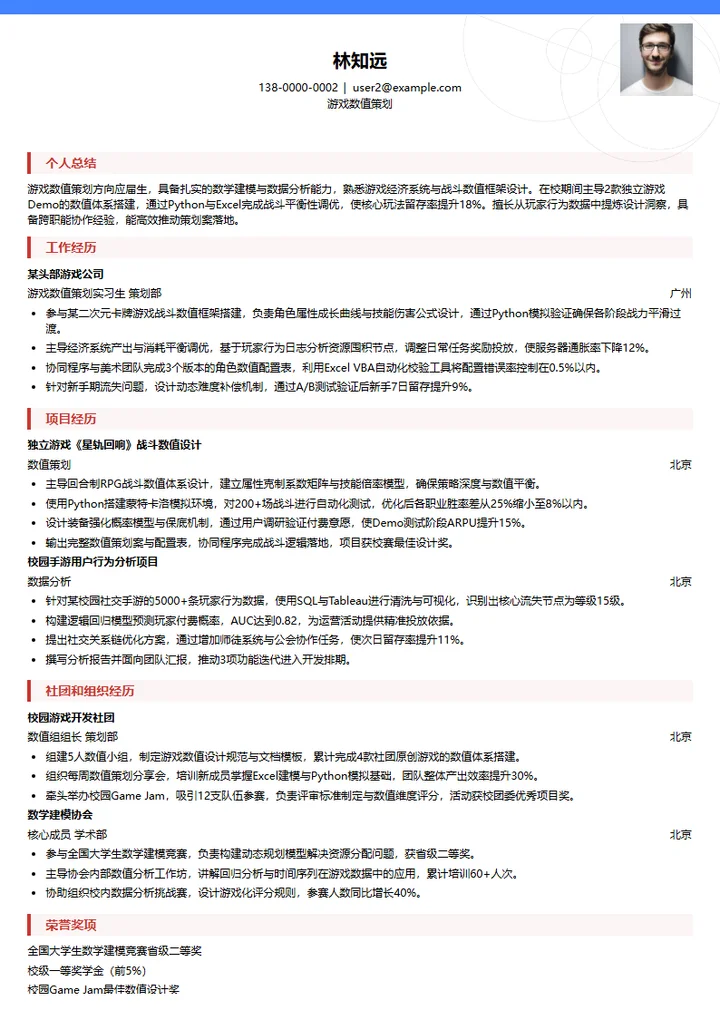 林知远
138-0000-0002 | user2@example.com
游戏数值策划
个人总结
游戏数值策划方向应届生，具备扎实的数学建模与数据分析能力，熟悉游戏经济系统与战斗数值框架设计。在校期间主导2款独立游戏
Demo的数值体系搭建，通过Python与Excel完成战斗平衡性调优，使核心玩法留存率提升18%。擅长从玩家行为数据中提炼设计洞察，具
备跨职能协作经验，能高效推动策划案落地。
工作经历
某头部游戏公司
游戏数值策划实习生 策划部 广州
• 参与某二次元卡牌游戏战斗数值框架搭建，负责角色属性成长曲线与技能伤害公式设计，通过Python模拟验证确保各阶段战力平滑过
渡。
• 主导经济系统产出与消耗平衡调优，基于玩家行为日志分析资源囤积节点，调整日常任务奖励投放，使服务器通胀率下降12%。
• 协同程序与美术团队完成3个版本的角色数值配置表，利用Excel VBA自动化校验工具将配置错误率控制在0.5%以内。
• 针对新手期流失问题，设计动态难度补偿机制，通过A/B测试验证后新手7日留存提升9%。
项目经历
独立游戏《星轨回响》战斗数值设计
数值策划 北京
• 主导回合制RPG战斗数值体系设计，建立属性克制系数矩阵与技能倍率模型，确保策略深度与数值平衡。
• 使用Python搭建蒙特卡洛模拟环境，对200+场战斗进行自动化测试，优化后各职业胜率差从25%缩小至8%以内。
• 设计装备强化概率模型与保底机制，通过用户调研验证付费意愿，使Demo测试阶段ARPU提升15%。
• 输出完整数值策划案与配置表，协同程序完成战斗逻辑落地，项目获校赛最佳设计奖。
校园手游用户行为分析项目
数据分析 北京
• 针对某校园社交手游的5000+条玩家行为数据，使用SQL与Tableau进行清洗与可视化，识别出核心流失节点为等级15级。
• 构建逻辑回归模型预测玩家付费概率，AUC达到0.82，为运营活动提供精准投放依据。
• 提出社交关系链优化方案，通过增加师徒系统与公会协作任务，使次日留存率提升11%。
• 撰写分析报告并面向团队汇报，推动3项功能迭代进入开发排期。
社团和组织经历
校园游戏开发社团
数值组组长 策划部 北京
• 组建5人数值小组，制定游戏数值设计规范与文档模板，累计完成4款社团原创游戏的数值体系搭建。
• 组织每周数值策划分享会，培训新成员掌握Excel建模与Python模拟基础，团队整体产出效率提升30%。
• 牵头举办校园Game Jam，吸引12支队伍参赛，负责评审标准制定与数值维度评分，活动获校团委优秀项目奖。
数学建模协会
核心成员 学术部 北京
• 参与全国大学生数学建模竞赛，负责构建动态规划模型解决资源分配问题，获省级二等奖。
• 主导协会内部数值分析工作坊，讲解回归分析与时间序列在游戏数据中的应用，累计培训60+人次。
• 协助组织校内数据分析挑战赛，设计游戏化评分规则，参赛人数同比增长40%。
荣誉奖项
全国大学生数学建模竞赛省级二等奖
校级一等奖学金（前5%）
校园Game Jam最佳数值设计奖